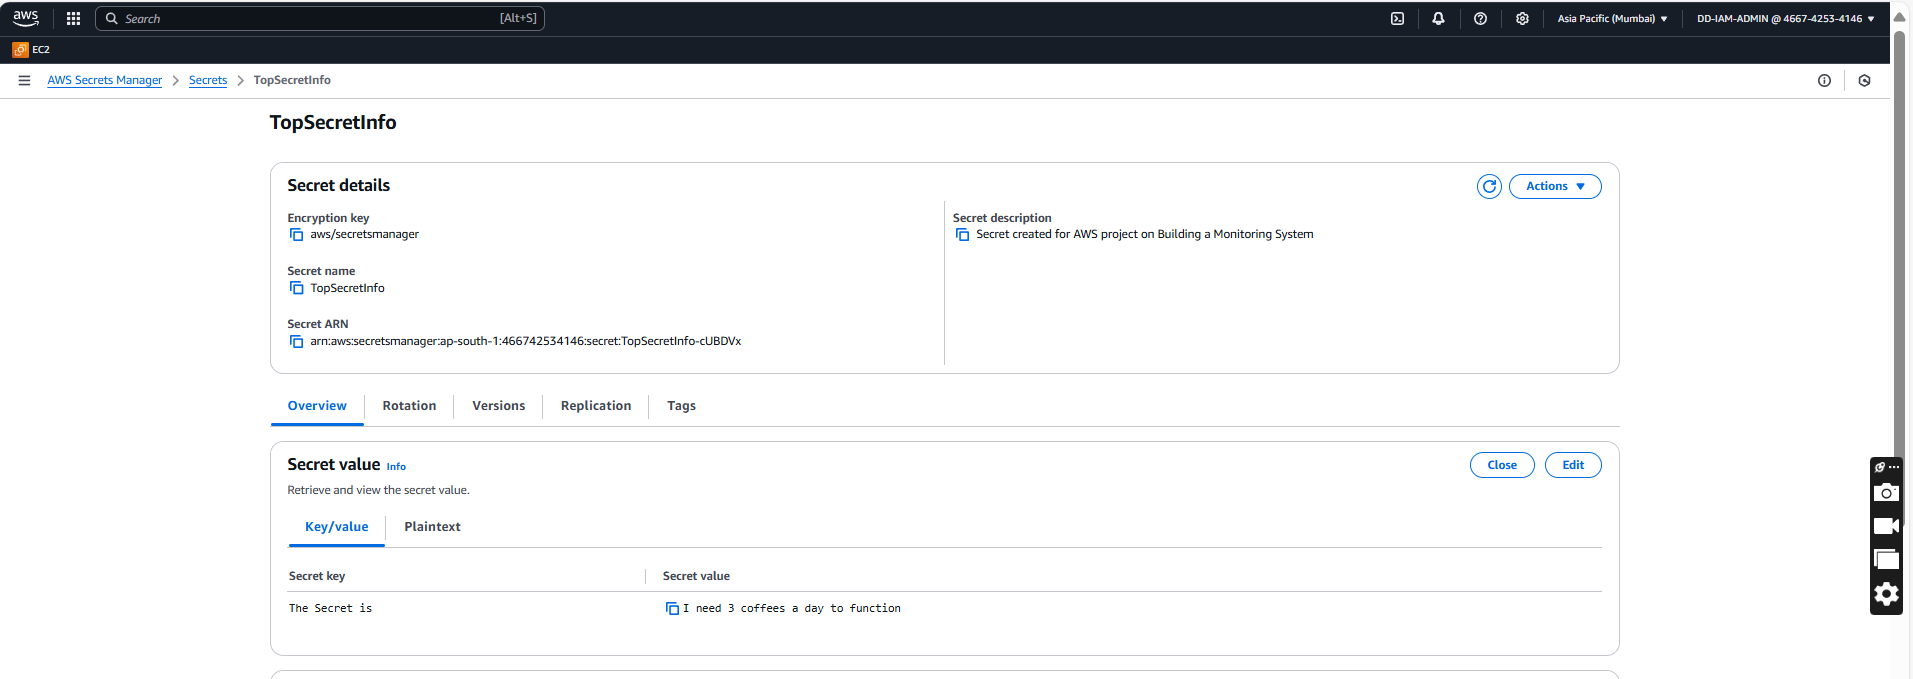 aws Search [Alt+S] Asia Pacific (Mumbai) DD-IAM-ADMIN @ 4667-4253-4146
EC2
AWS Secrets Manager Secrets TopSecretInfo
TopSecretInfo
Secret details Actions
Encryption key
aws/secretsmanager
Secret name
TopSecretInfo
Secret ARN
arn:aws:secretsmanager:ap-south-1:466742534146:secret:TopSecretInfo-cUBDVx
Secret description
Secret created for AWS project on Building a Monitoring System
Overview Rotation Versions Replication Tags
Secret value Info Close Edit
Retrieve and view the secret value.
Key/value Plaintext
Secret key Secret value
The Secret is I need 3 coffees a day to function